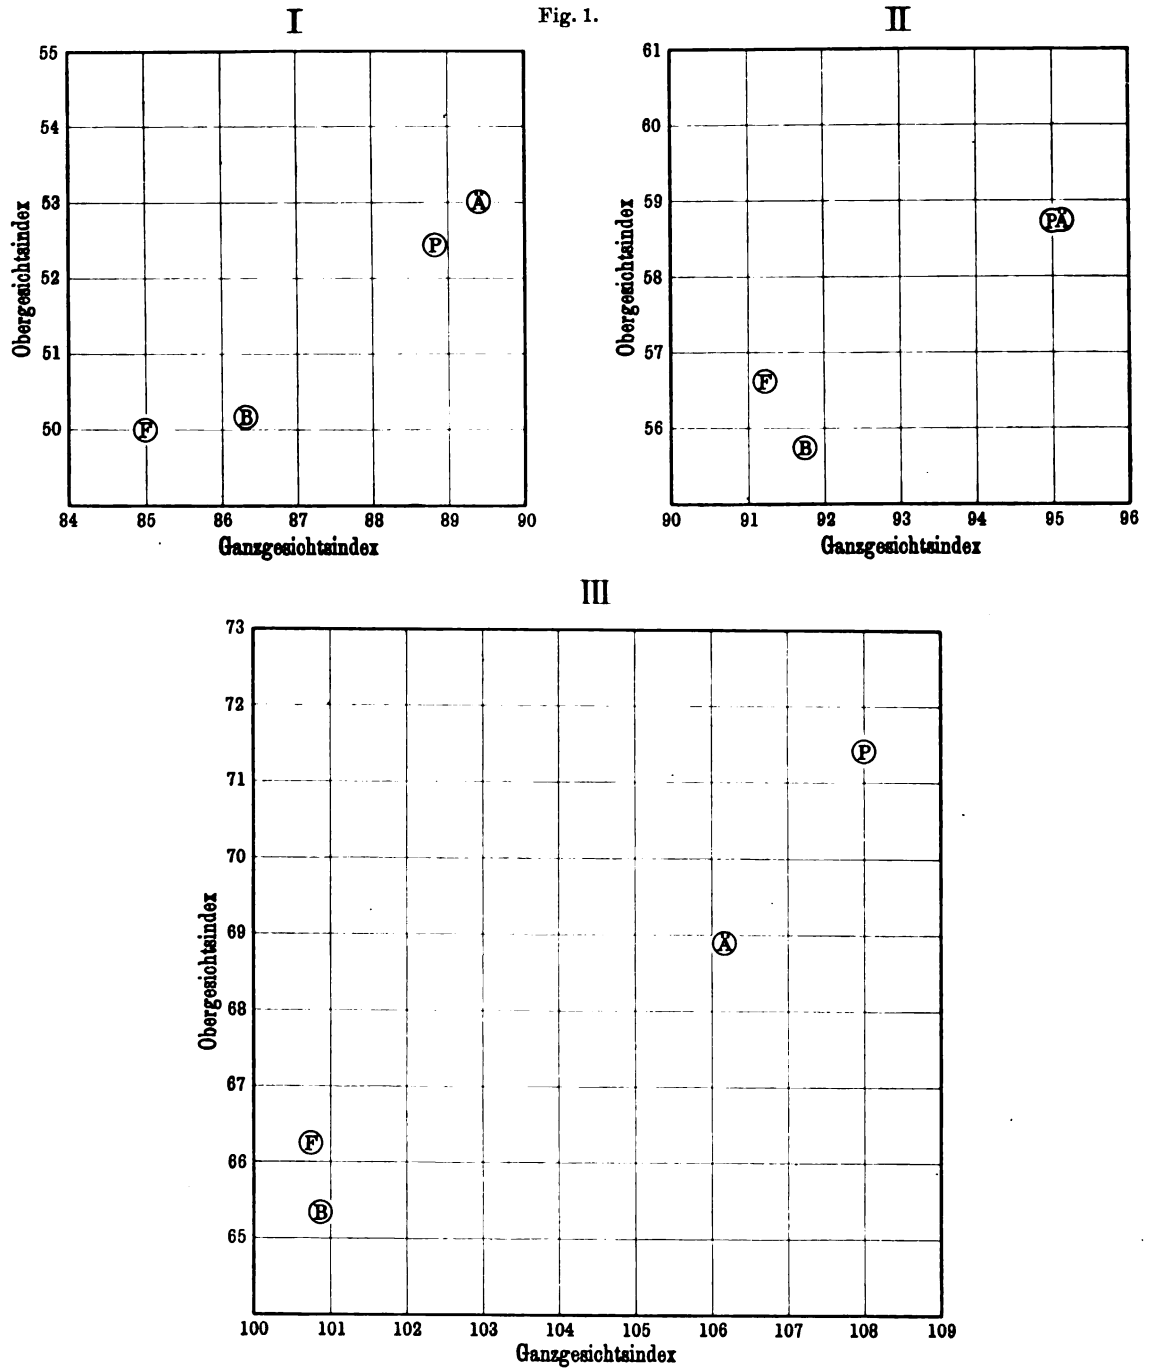 Fig. 1.
I
55
54
53
52
51
50
Obergesichtsindex
Ä
P
B
F
84 85 86 87 88 89 90
Ganzgesichtsindex
II
61
60
59
58
57
56
Obergesichtsindex
PÄ
F
B
90 91 92 93 94 95 96
Ganzgesichtsindex
III
73
72
71
70
69
68
67
66
65
Obergesichtsindex
P
Ä
F
B
100 101 102 103 104 105 106 107 108 109
Ganzgesichtsindex